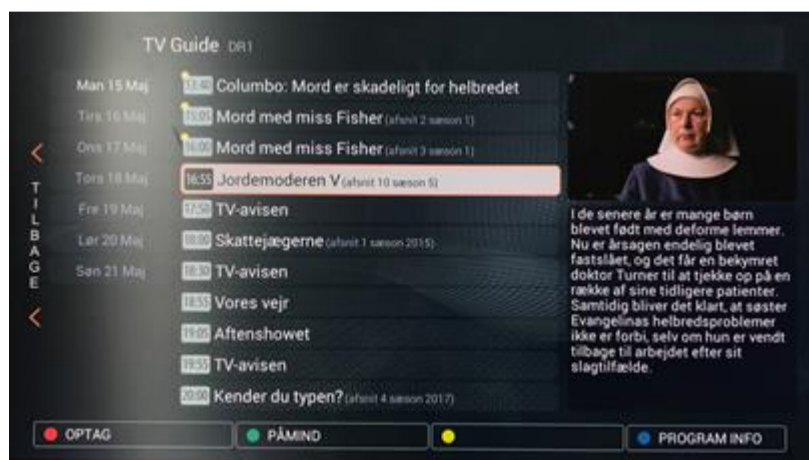 TV Guide DR1
Man 15 Maj
Tirs 16 Maj
Ons 17 Maj
Tors 18 Maj
Fre 19 Maj
Lør 20 Maj
Søn 21 Maj
TILBAGE
13:40 Columbo: Mord er skadeligt for helbredet
15:05 Mord med miss Fisher (afsnit 2 sæson 1)
16:00 Mord med miss Fisher (afsnit 3 sæson 1)
16:55 Jordemoderen V (afsnit 10 sæson 5)
17:50 TV-avisen
18:00 Skattejægerne (afsnit 1 sæson 2015)
18:30 TV-avisen
18:55 Vores vejr
19:05 Aftenshowet
19:55 TV-avisen
20:00 Kender du typen? (afsnit 4 sæson 2017)
I de senere år er mange børn
blevet født med deforme lemmer.
Nu er årsagen endelig blevet
fastslået, og det får en bekymret
doktor Turner til at tjekke op på en
række af sine tidligere patienter.
Samtidig bliver det klart, at søster
Evangelinas helbredsproblemer
ikke er forbi, selv om hun er vendt
tilbage til arbejdet efter sit
slagtilfælde.
OPTAG
PÅMIND
PROGRAM INFO